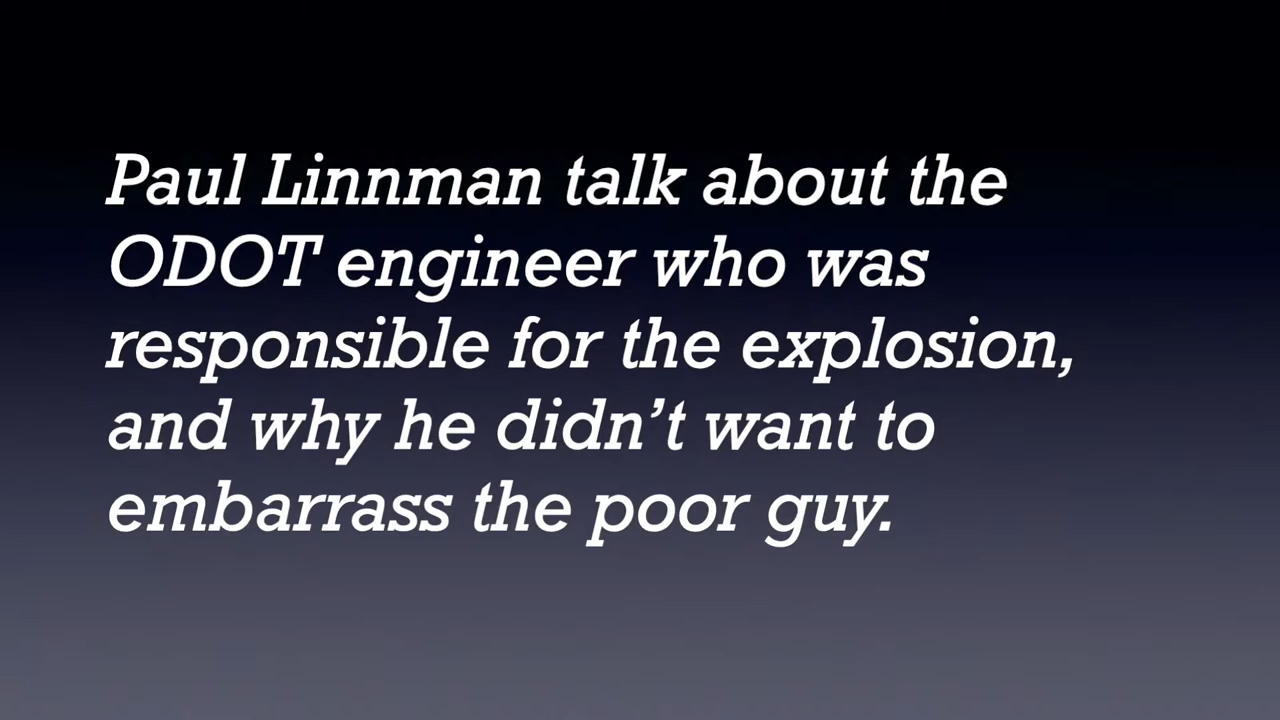 Paul Linnman talk about the
ODOT engineer who was
responsible for the explosion,
and why he didn’t want to
embarrass the poor guy.